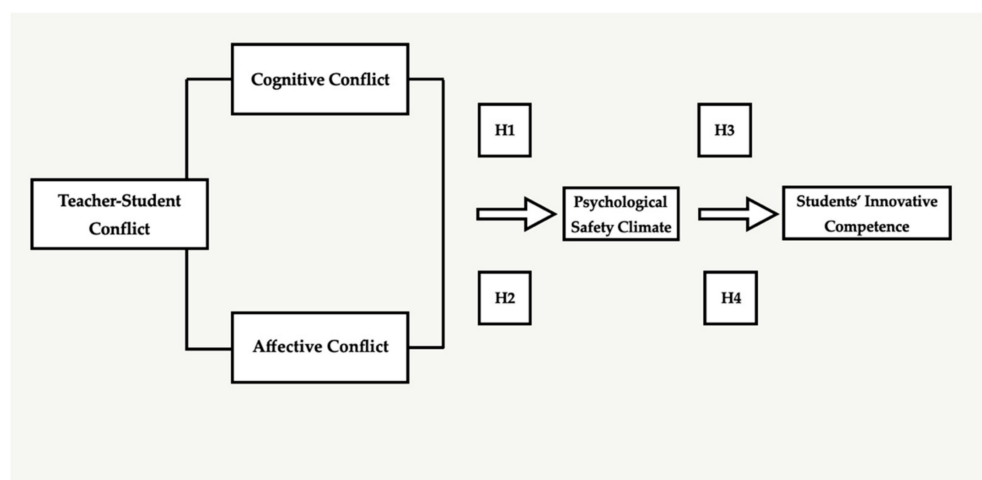 Cognitive Conflict
H1
H3
Teacher-Student
Conflict
Psychological
Safety Climate
Students’ Innovative
Competence
H2
H4
Affective Conflict